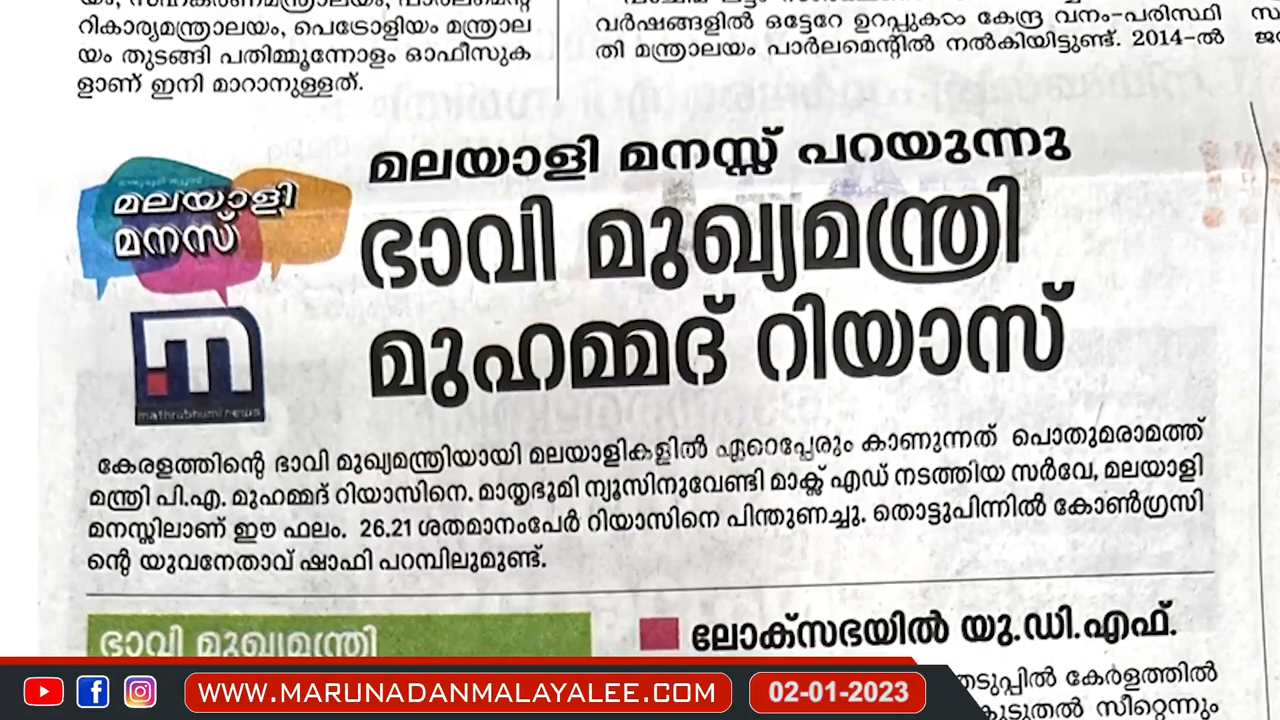 റികാര്യമന്ത്രാലയം, പെട്രോളിയം മന്ത്രാല
യം തുടങ്ങി പതിമ്മൂന്നോളം ഓഫീസുക
ളാണ് ഇനി മാറാനുള്ളത്.
വർഷങ്ങളിൽ ഒട്ടേറേ ഉറപ്പുകൾ കേന്ദ്ര വനം-പരിസ്ഥി
തി മന്ത്രാലയം പാർലമെന്റിൽ നൽകിയിട്ടുണ്ട്. 2014-ൽ
മലയാളി മനസ്സ് പറയുന്നു
ഭാവി മുഖ്യമന്ത്രി
മുഹമ്മദ് റിയാസ്
മലയാളി
മനസ്
mathrubhumi news
കേരളത്തിന്റെ ഭാവി മുഖ്യമന്ത്രിയായി മലയാളികളിൽ ഏറെപ്പേരും കാണുന്നത് പൊതുമരാമത്ത്
മന്ത്രി പി.എ. മുഹമ്മദ് റിയാസിനെ. മാതൃഭൂമി ന്യൂസിനുവേണ്ടി മാക്സ് എഡ് നടത്തിയ സർവേ, മലയാളി
മനസ്സിലാണ് ഈ ഫലം. 26.21 ശതമാനംപേർ റിയാസിനെ പിന്തുണച്ചു. തൊട്ടുപിന്നിൽ കോൺഗ്രസി
ന്റെ യുവനേതാവ് ഷാഫി പറമ്പിലുമുണ്ട്.
ഭാവി മുഖ്യമന്ത്രി
ലോക്സഭയിൽ യു.ഡി.എഫ്.
കേരളത്തിൽ
സീറ്റെന്നും
WWW.MARUNADANMALAYALEE.COM
02-01-2023